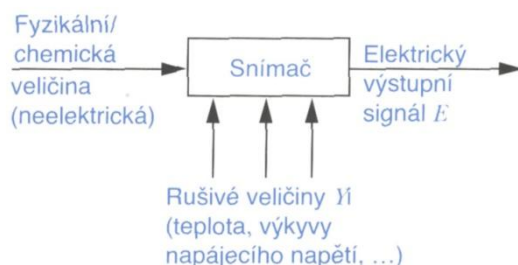 Fyzikální/
chemická
veličina
(neelektrická)
Snímač
Elektrický
výstupní
signál E
Rušivé veličiny Yi
(teplota, výkyvy
napájecího napětí, ...)